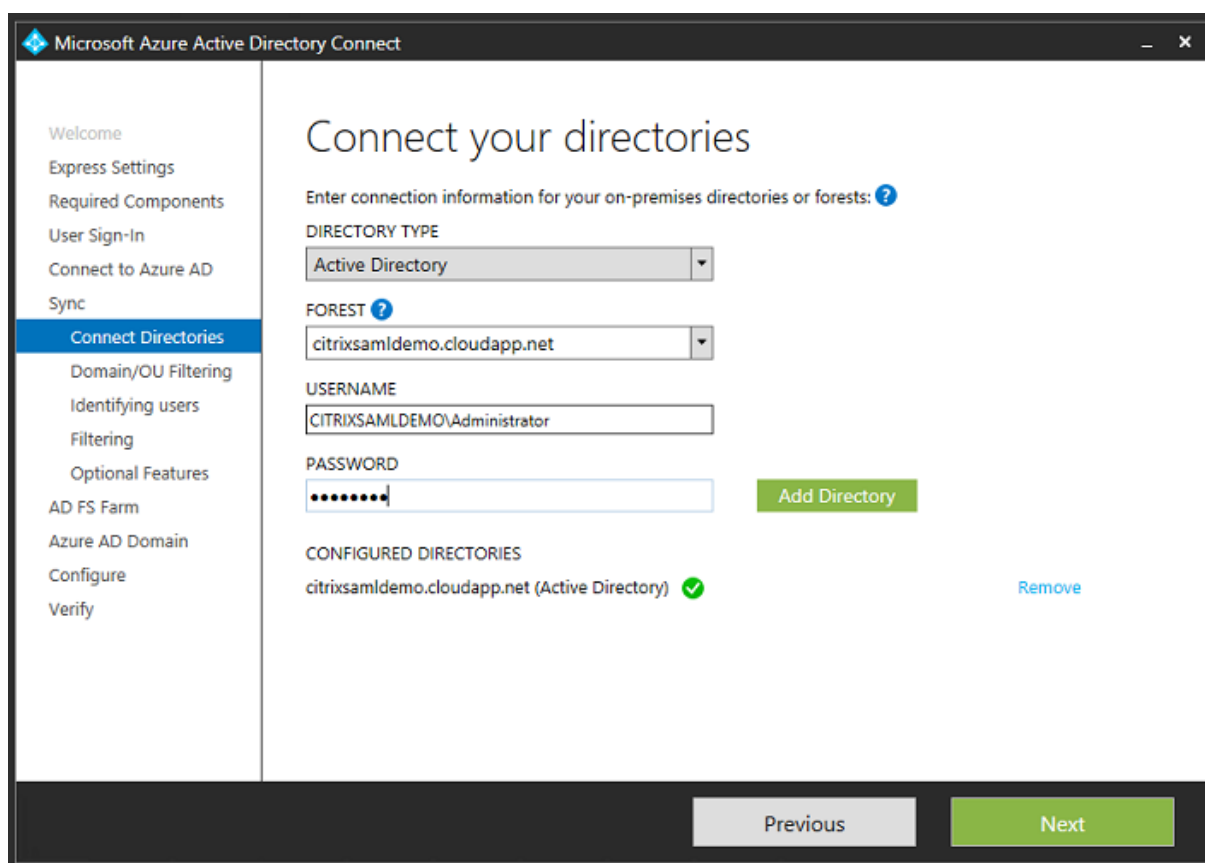 Microsoft Azure Active Directory Connect
Welcome
Express Settings
Required Components
User Sign-In
Connect to Azure AD
Sync
Connect Directories
Domain/OU Filtering
Identifying users
Filtering
Optional Features
AD FS Farm
Azure AD Domain
Configure
Verify
Connect your directories
Enter connection information for your on-premises directories or forests: ?
DIRECTORY TYPE
Active Directory
FOREST ?
citrixsamldemo.cloudapp.net
USERNAME
CITRIXSAMLDEMO\Administrator
PASSWORD
••••••••
Add Directory
CONFIGURED DIRECTORIES
citrixsamldemo.cloudapp.net (Active Directory)
Remove
Previous
Next